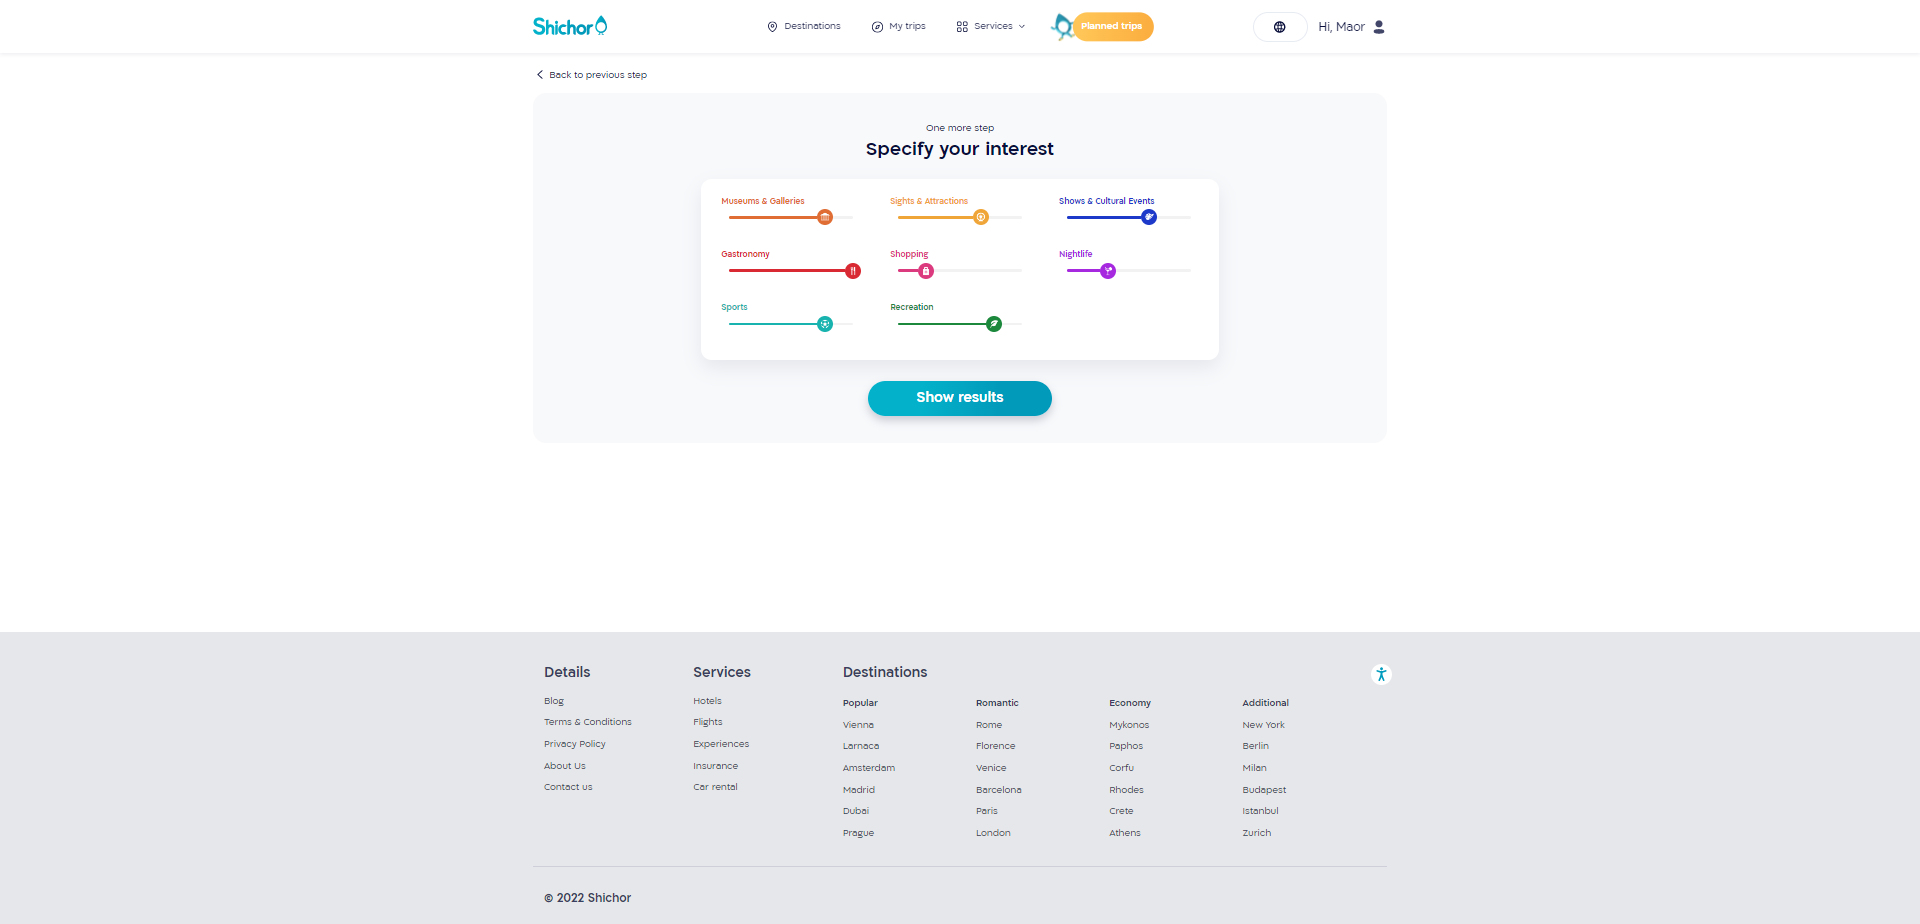 Shichor
Destinations
My trips
Services
Planned trips
Hi, Maor
Back to previous step
One more step
Specify your interest
Museums & Galleries
Sights & Attractions
Shows & Cultural Events
Gastronomy
Shopping
Nightlife
Sports
Recreation
Show results
Details
Blog
Terms & Conditions
Privacy Policy
About Us
Contact us
Services
Hotels
Flights
Experiences
Insurance
Car rental
Destinations
Popular
Vienna
Larnaca
Amsterdam
Madrid
Dubai
Prague
Romantic
Rome
Florence
Venice
Barcelona
Paris
London
Economy
Mykonos
Paphos
Corfu
Rhodes
Crete
Athens
Additional
New York
Berlin
Milan
Budapest
Istanbul
Zurich
© 2022 Shichor